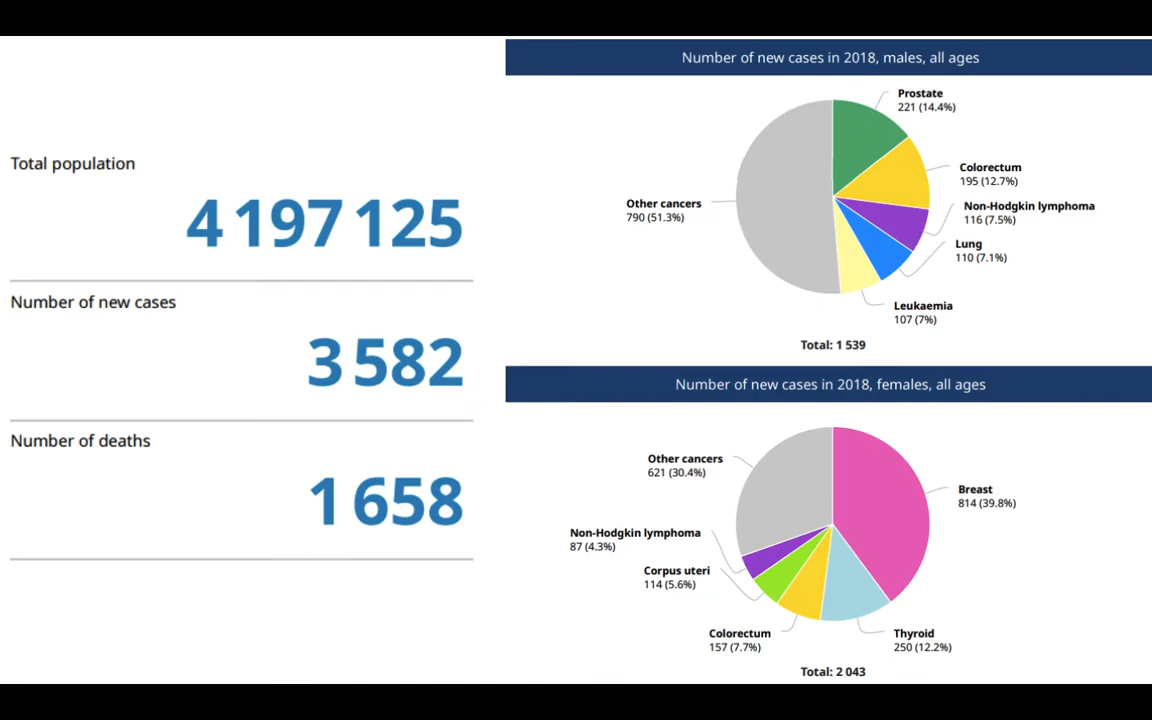 Total population
4 197 125
Number of new cases
3 582
Number of deaths
1 658
Number of new cases in 2018, males, all ages
Prostate
221 (14.4%)
Colorectum
195 (12.7%)
Non-Hodgkin lymphoma
116 (7.5%)
Lung
110 (7.1%)
Leukaemia
107 (7%)
Other cancers
790 (51.3%)
Total: 1 539
Number of new cases in 2018, females, all ages
Breast
814 (39.8%)
Thyroid
250 (12.2%)
Colorectum
157 (7.7%)
Corpus uteri
114 (5.6%)
Non-Hodgkin lymphoma
87 (4.3%)
Other cancers
621 (30.4%)
Total: 2 043